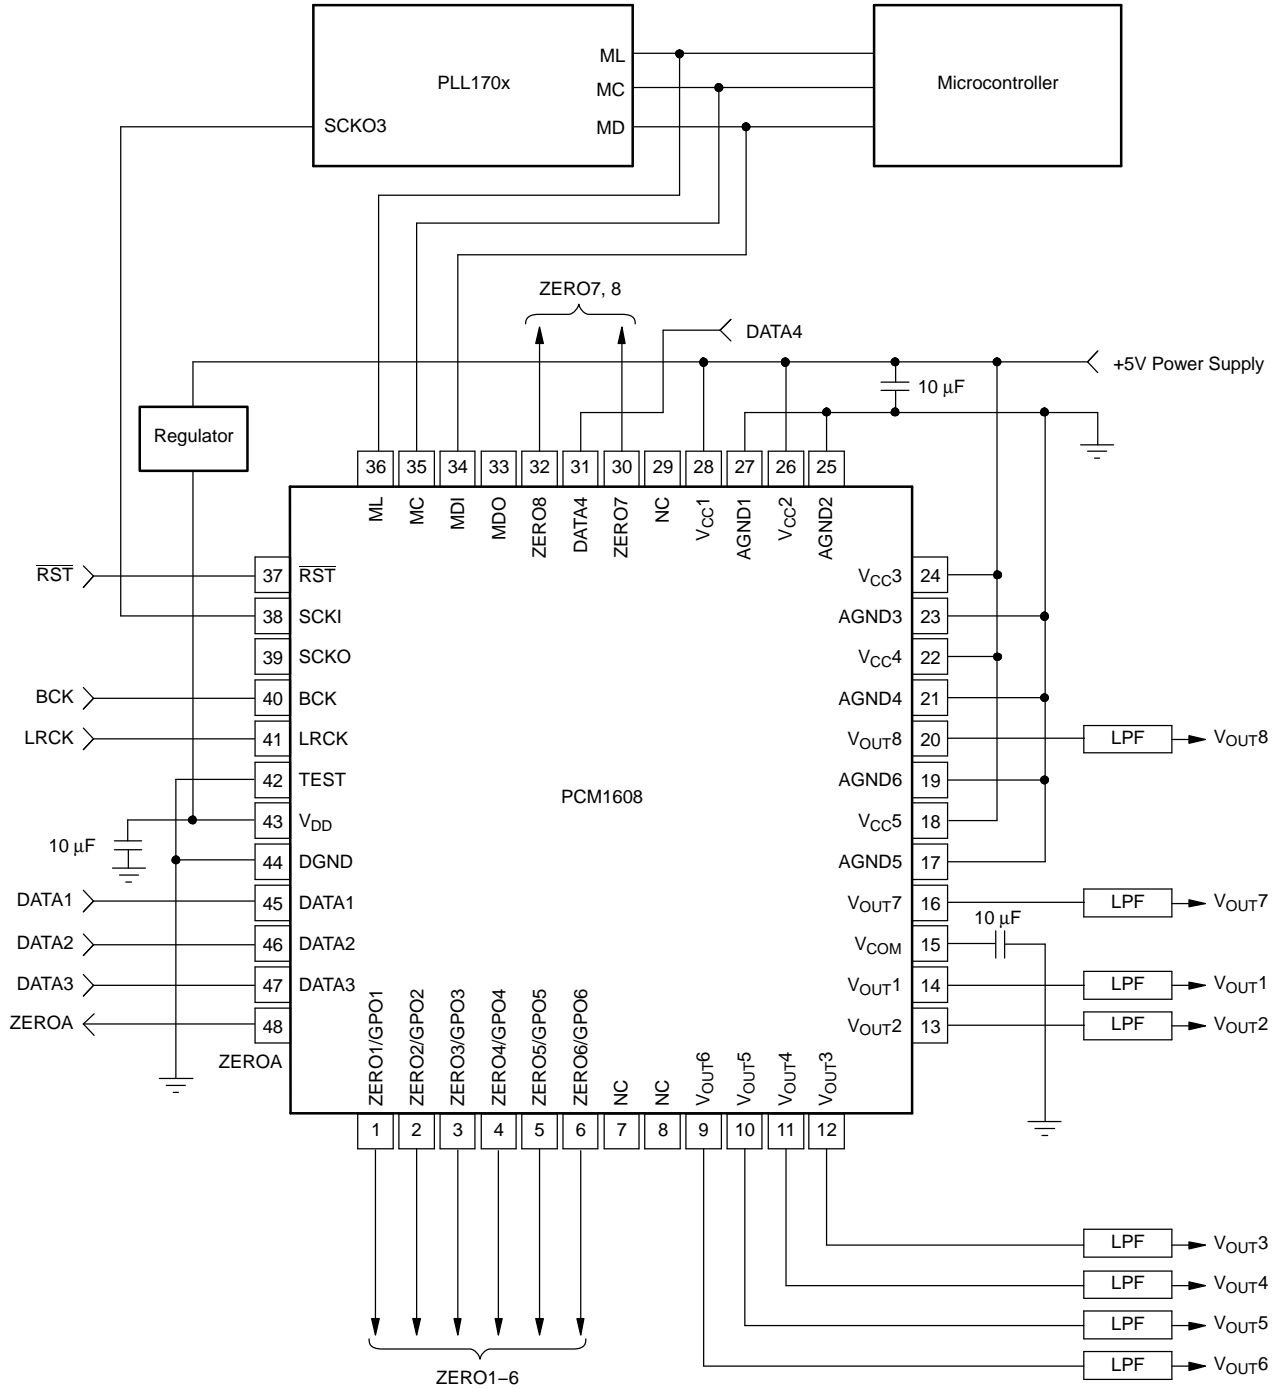 PLL170x
ML
MC
MD
SCKO3
Microcontroller
ZERO7, 8
DATA4
+5V Power Supply
10 μF
Regulator
36
35
34
33
32
31
30
29
28
27
26
25
ML
MC
MDI
MDO
ZERO8
DATA4
ZERO7
NC
VCC1
AGND1
VCC2
AGND2
RST
37
RST
38
SCKI
39
SCKO
BCK
40
BCK
LRCK
41
LRCK
42
TEST
43
VDD
10 μF
44
DGND
DATA1
45
DATA1
DATA2
46
DATA2
DATA3
47
DATA3
ZEROA
48
ZEROA
PCM1608
VCC3
24
AGND3
23
VCC4
22
AGND4
21
VOUT8
20
LPF
VOUT8
AGND6
19
VCC5
18
AGND5
17
VOUT7
16
LPF
VOUT7
10 μF
VCOM
15
VOUT1
14
LPF
VOUT1
VOUT2
13
LPF
VOUT2
ZERO1/GPO1
ZERO2/GPO2
ZERO3/GPO3
ZERO4/GPO4
ZERO5/GPO5
ZERO6/GPO6
NC
NC
VOUT6
VOUT5
VOUT4
VOUT3
1
2
3
4
5
6
7
8
9
10
11
12
LPF
VOUT3
LPF
VOUT4
LPF
VOUT5
LPF
VOUT6
ZERO1–6